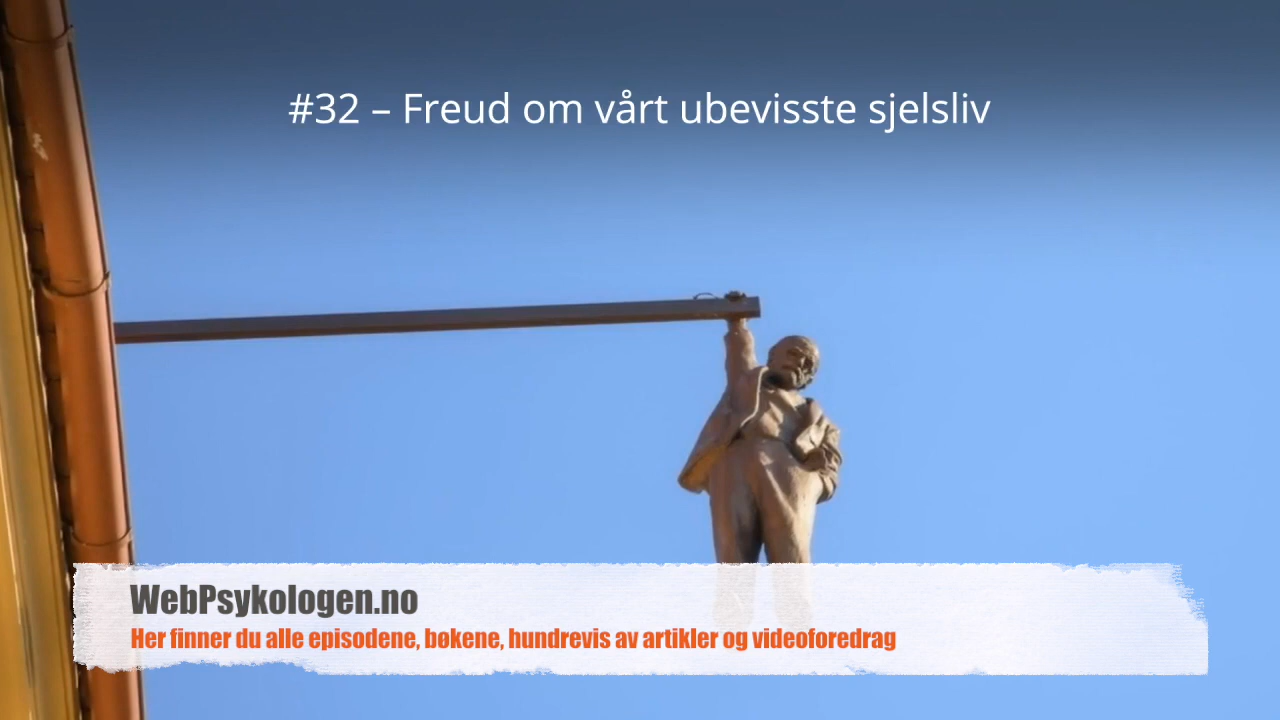 #32 – Freud om vårt ubevisste sjelsliv
WebPsykologen.no
Her finner du alle episodene, bøkene, hundrevis av artikler og videoforedrag